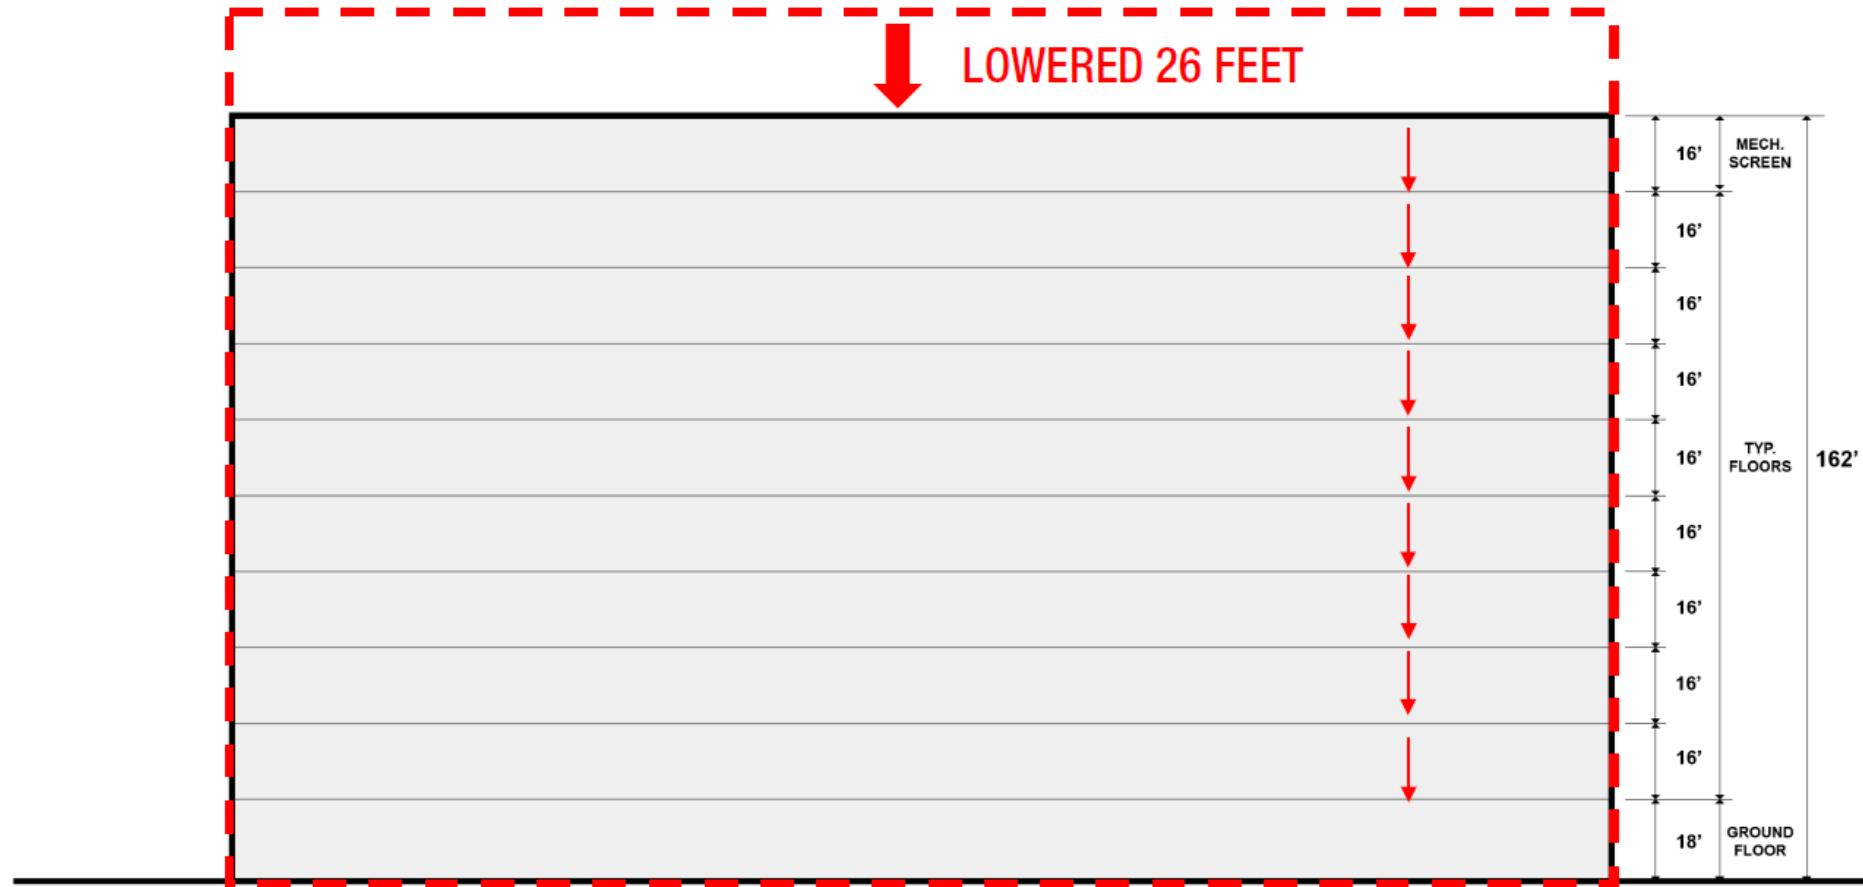 LOWERED 26 FEET
16’
MECH.
SCREEN
16’
16’
16’
16’
TYP.
FLOORS
162’
16’
16’
16’
16’
18’
GROUND
FLOOR